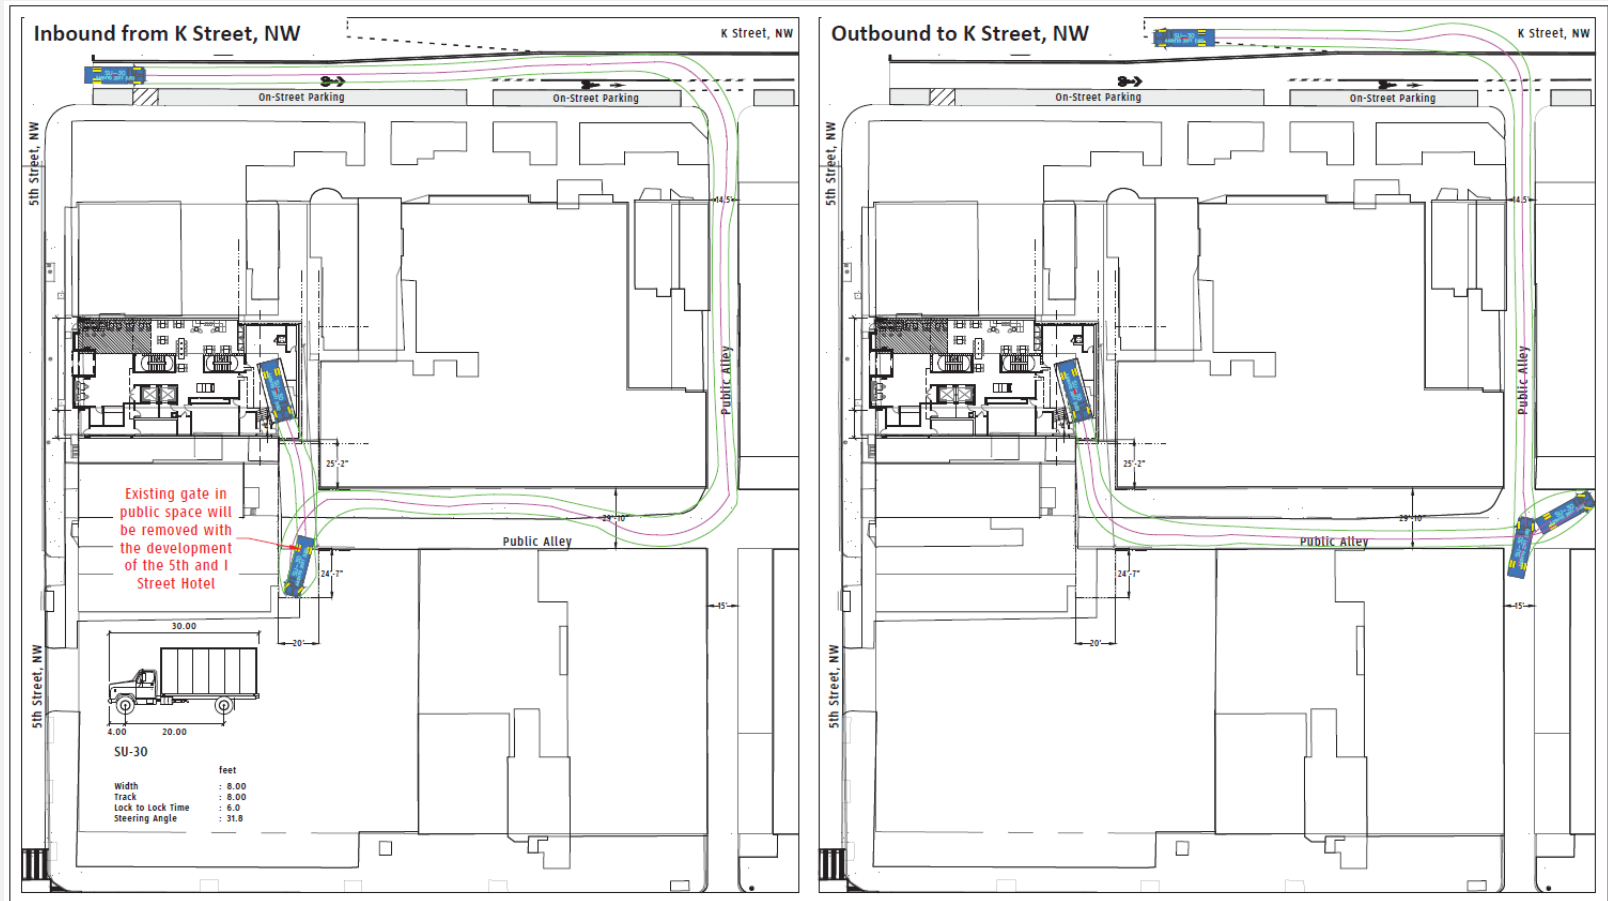 Inbound from K Street, NW
K Street, NW
SU-30
On-Street Parking
On-Street Parking
5th Street, NW
14.5'
Public Alley
25'-2"
29'-10"
Existing gate in
public space will
be removed with
the development
of the 5th and I
Street Hotel
Public Alley
24'-7"
15'
20'
30.00
5th Street, NW
4.00 20.00
SU-30
feet
Width : 8.00
Track : 8.00
Lock to Lock Time : 6.0
Steering Angle : 31.8
Outbound to K Street, NW
K Street, NW
SU-30
On-Street Parking
On-Street Parking
5th Street, NW
14.5'
Public Alley
25'-2"
29'-10"
Public Alley
24'-7"
15'
20'
5th Street, NW